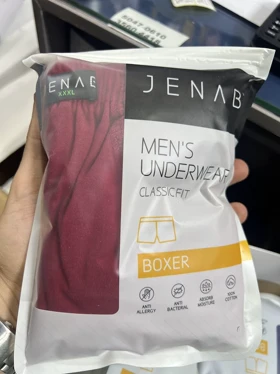 JENAB
XXXL
JENAB
MEN'S
UNDERWEAR
CLASSIC FIT
BOXER
ANTI
ALLERGY
ANTI
BACTERIAL
ABSORB
MOISTURE
100%
COTTON